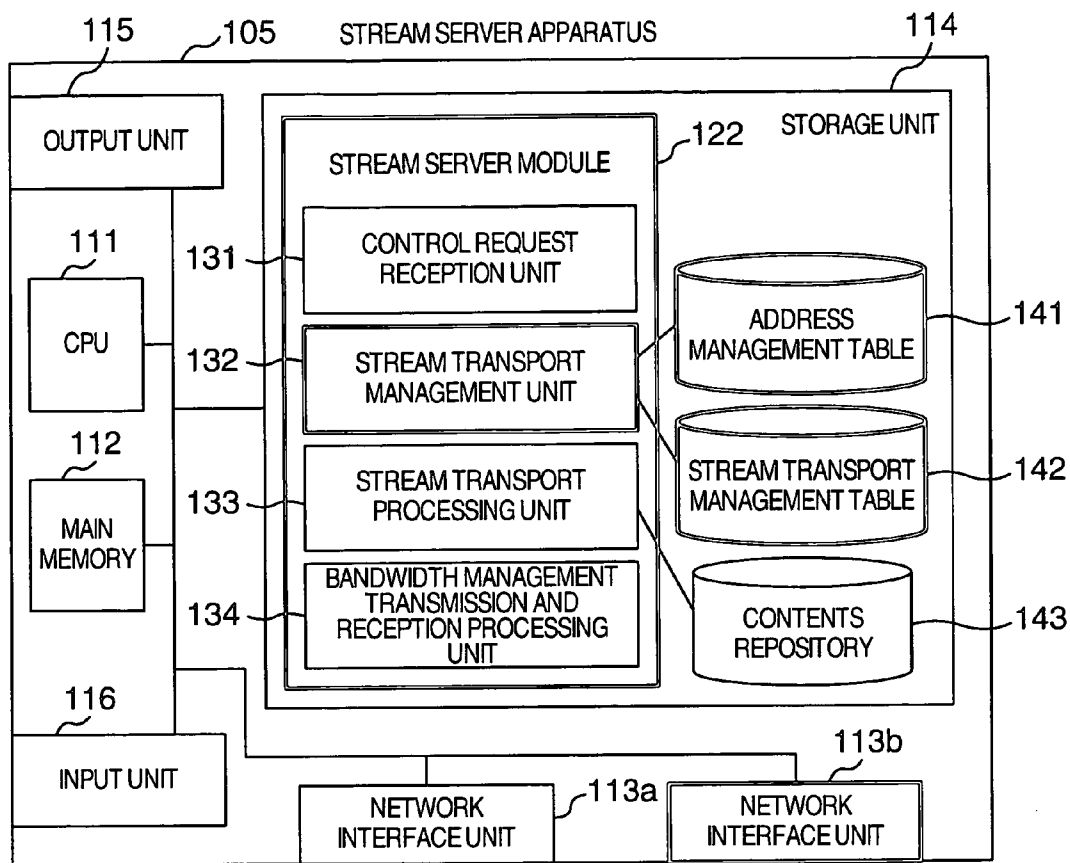 115
105
STREAM SERVER APPARATUS
114
OUTPUT UNIT
STORAGE UNIT
122
STREAM SERVER MODULE
111
CPU
131
CONTROL REQUEST
RECEPTION UNIT
132
STREAM TRANSPORT
MANAGEMENT UNIT
ADDRESS
MANAGEMENT TABLE
141
112
MAIN
MEMORY
133
STREAM TRANSPORT
PROCESSING UNIT
STREAM TRANSPORT
MANAGEMENT TABLE
142
134
BANDWIDTH MANAGEMENT
TRANSMISSION AND
RECEPTION PROCESSING
UNIT
CONTENTS
REPOSITORY
143
116
INPUT UNIT
NETWORK
INTERFACE UNIT
113a
113b
NETWORK
INTERFACE UNIT